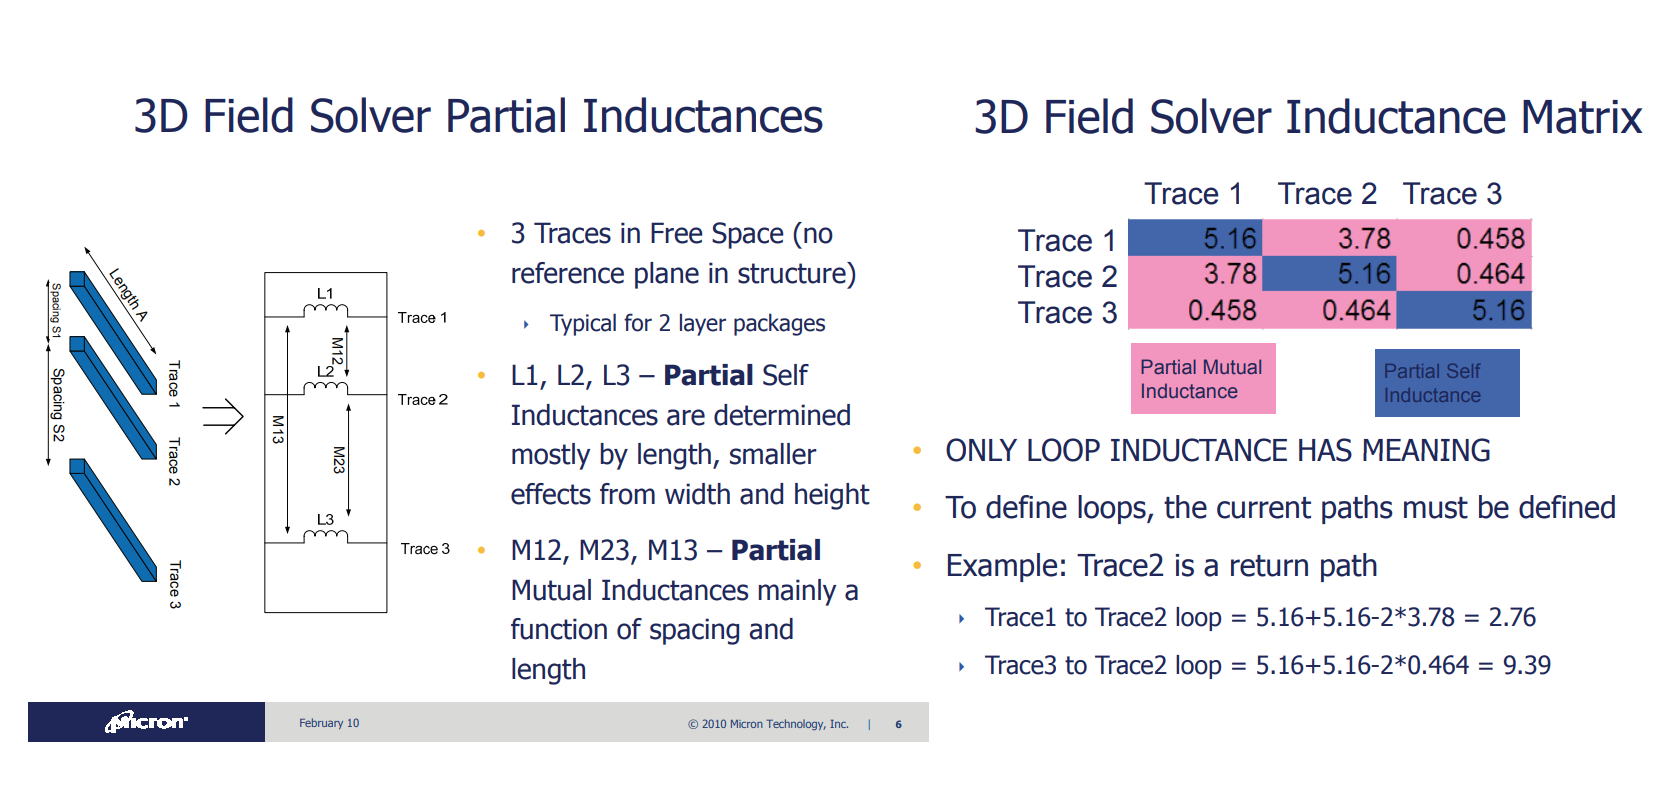 3D Field Solver Partial Inductances
Length A
Spacing S1
Spacing S2
Trace 1
Trace 2
Trace 3
L1
Trace 1
M12
L2
Trace 2
M13
M23
L3
Trace 3
• 3 Traces in Free Space (no
reference plane in structure)
Typical for 2 layer packages
• L1, L2, L3 – Partial Self
Inductances are determined
mostly by length, smaller
effects from width and height
• M12, M23, M13 – Partial
Mutual Inductances mainly a
function of spacing and
length
Micron
February 10
© 2010 Micron Technology, Inc. | 6
3D Field Solver Inductance Matrix
Trace 1 Trace 2 Trace 3
Trace 1 5.16 3.78 0.458
Trace 2 3.78 5.16 0.464
Trace 3 0.458 0.464 5.16
Partial Mutual
Inductance
Partial Self
Inductance
• ONLY LOOP INDUCTANCE HAS MEANING
• To define loops, the current paths must be defined
• Example: Trace2 is a return path
Trace1 to Trace2 loop = 5.16+5.16-2*3.78 = 2.76
Trace3 to Trace2 loop = 5.16+5.16-2*0.464 = 9.39